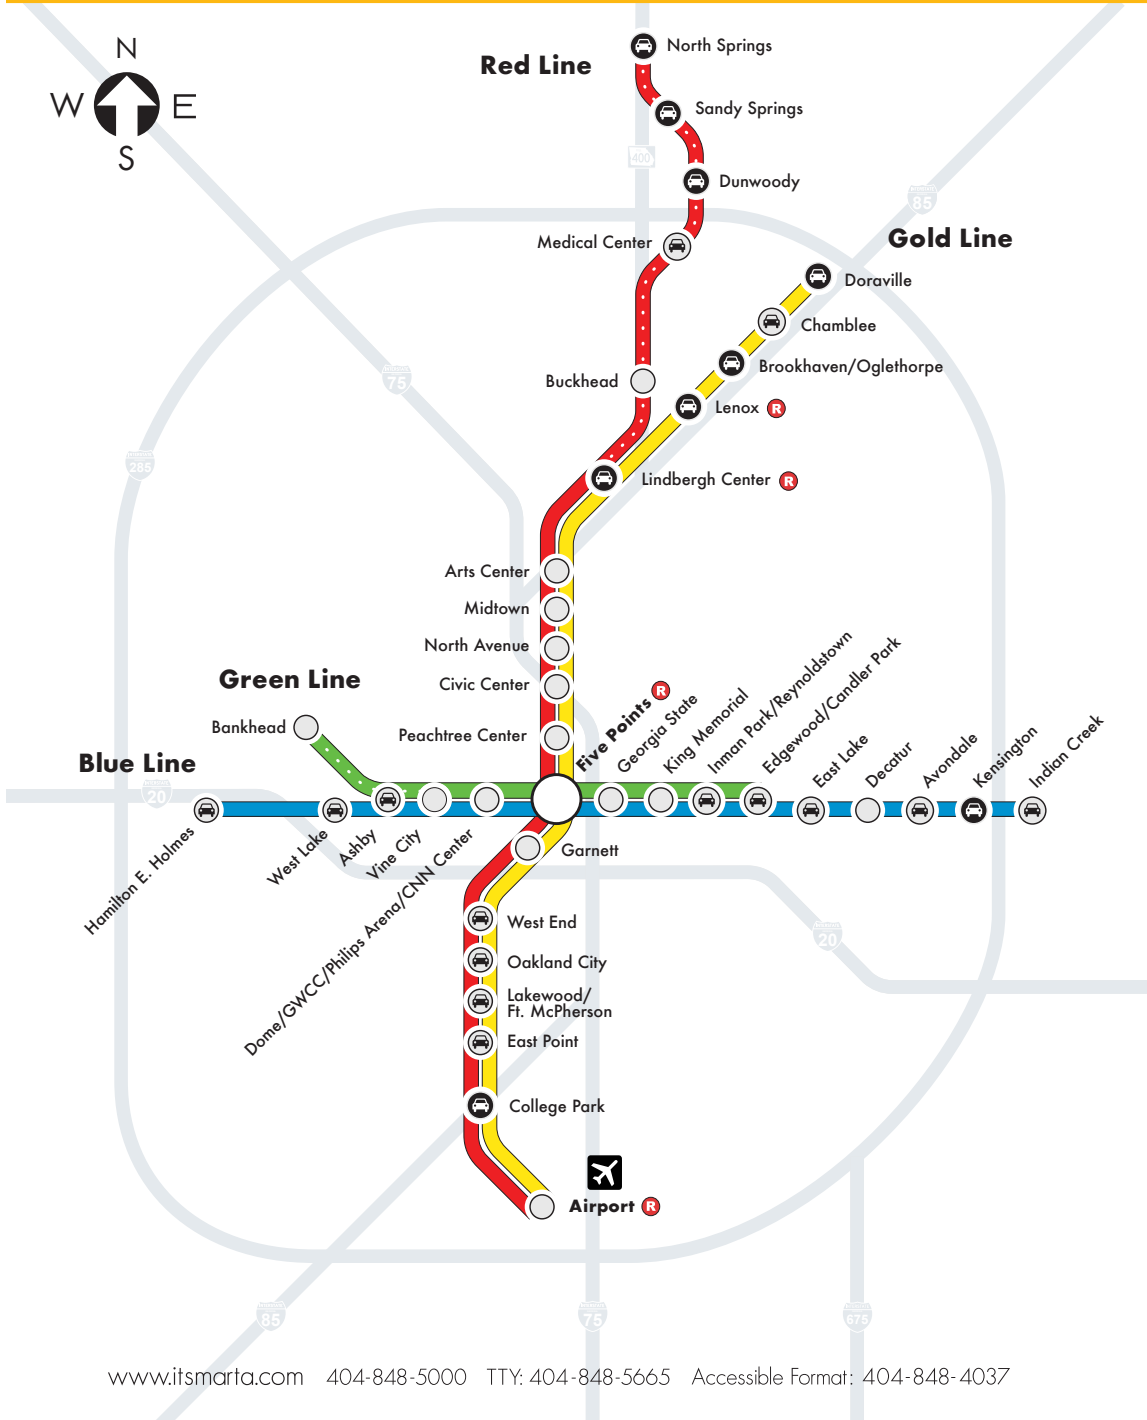 N
W E
S
Red Line
North Springs
Sandy Springs
400
Dunwoody
85
Medical Center
Gold Line
Doraville
Chamblee
Brookhaven/Oglethorpe
75
Buckhead
Lenox R
285
Lindbergh Center R
Arts Center
Midtown
North Avenue
Civic Center
Green Line
Bankhead
Peachtree Center
Five Points R
Georgia State
King Memorial
Inman Park/Reynoldstown
Edgewood/Candler Park
East Lake
Decatur
Avondale
Kensington
Indian Creek
Blue Line
20
Hamilton E. Holmes
West Lake
Ashby
Vine City
Dome/GWCC/Philips Arena/CNN Center
Garnett
West End
20
Oakland City
Lakewood/
Ft. McPherson
East Point
College Park
Airport R
85
75
675
www.itsmarta.com 404-848-5000 TTY: 404-848-5665 Accessible Format: 404-848-4037